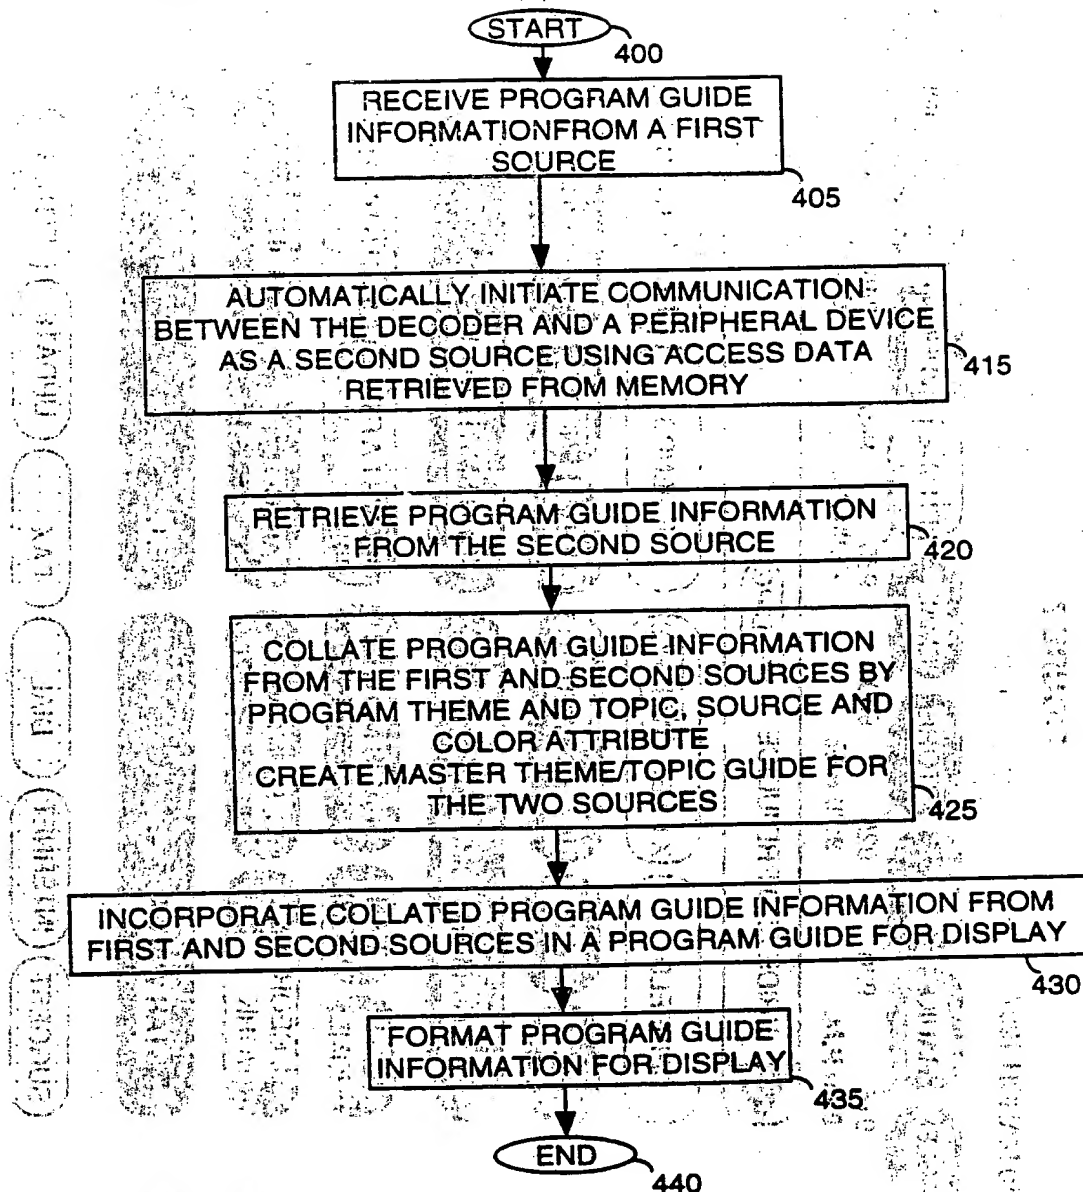 START
400
RECEIVE PROGRAM GUIDE
INFORMATIONFROM A FIRST
SOURCE
405
AUTOMATICALLY INITIATE COMMUNICATION
BETWEEN THE DECODER AND A PERIPHERAL DEVICE
AS A SECOND SOURCE USING ACCESS DATA
RETRIEVED FROM MEMORY
415
RETRIEVE PROGRAM GUIDE INFORMATION
FROM THE SECOND SOURCE
420
COLLATE PROGRAM GUIDE INFORMATION
FROM THE FIRST AND SECOND SOURCES BY
PROGRAM THEME AND TOPIC, SOURCE AND
COLOR ATTRIBUTE
CREATE MASTER THEME/TOPIC GUIDE FOR
THE TWO SOURCES
425
INCORPORATE COLLATED PROGRAM GUIDE INFORMATION FROM
FIRST AND SECOND SOURCES IN A PROGRAM GUIDE FOR DISPLAY
430
FORMAT PROGRAM GUIDE
INFORMATION FOR DISPLAY
435
END
440